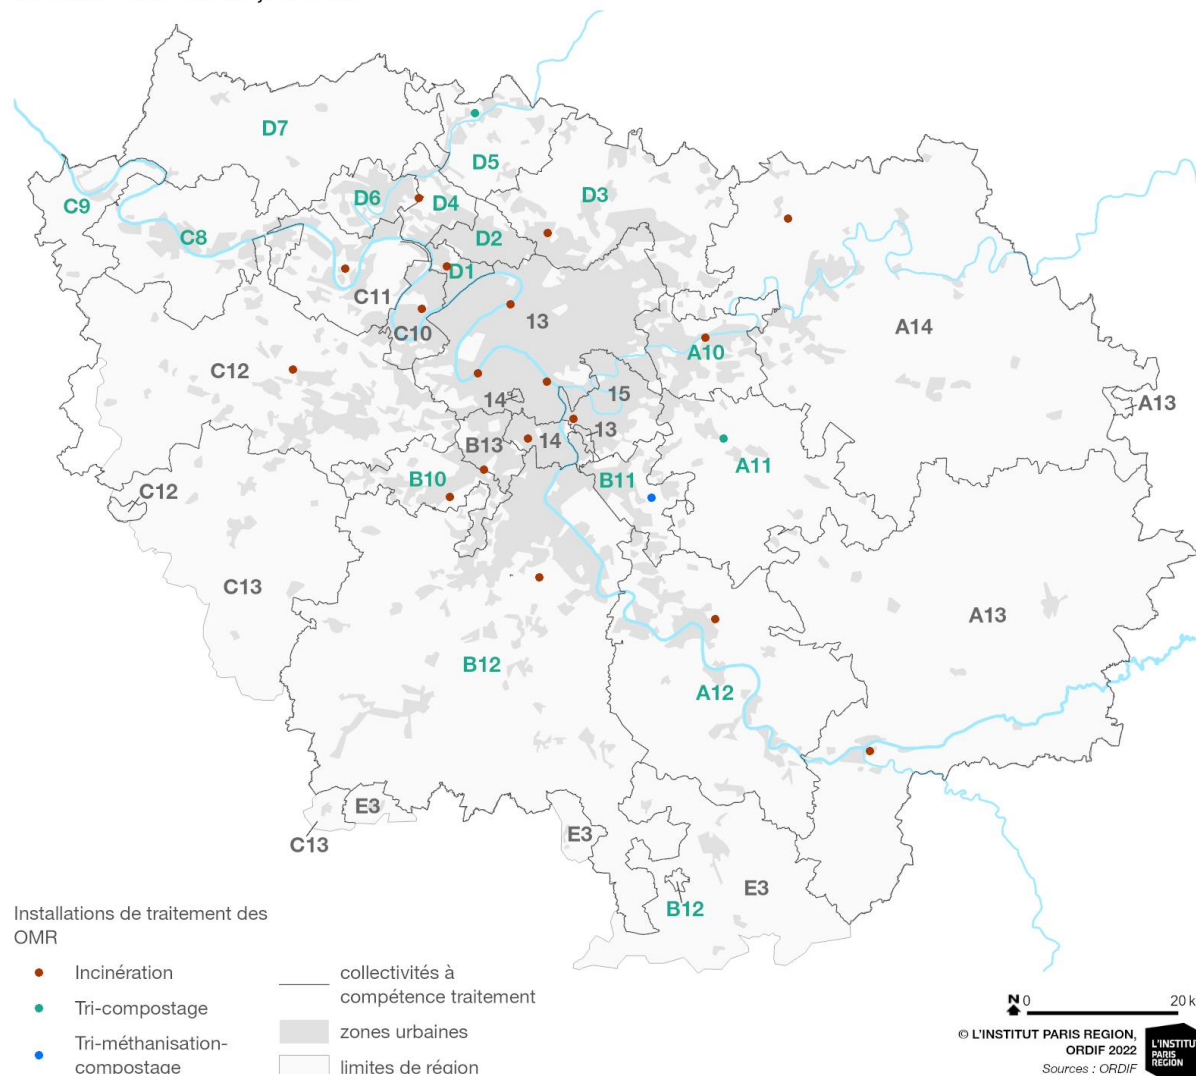 D7
D5
D3
D6
D4
C9
C8
D2
D1
C11
13
C10
A14
A10
C12
14
15
A13
B13
14
13
A11
B10
B11
C12
C13
A13
B12
A12
E3
E3
C13
E3
B12
Installations de traitement des
OMR
Incinération
Tri-compostage
Tri-méthanisation-
compostage
collectivités à
compétence traitement
zones urbaines
limites de région
N 0 20 k
© L'INSTITUT PARIS REGION,
ORDIF 2022
Sources : ORDIF
L'INSTITUT
PARIS
REGION